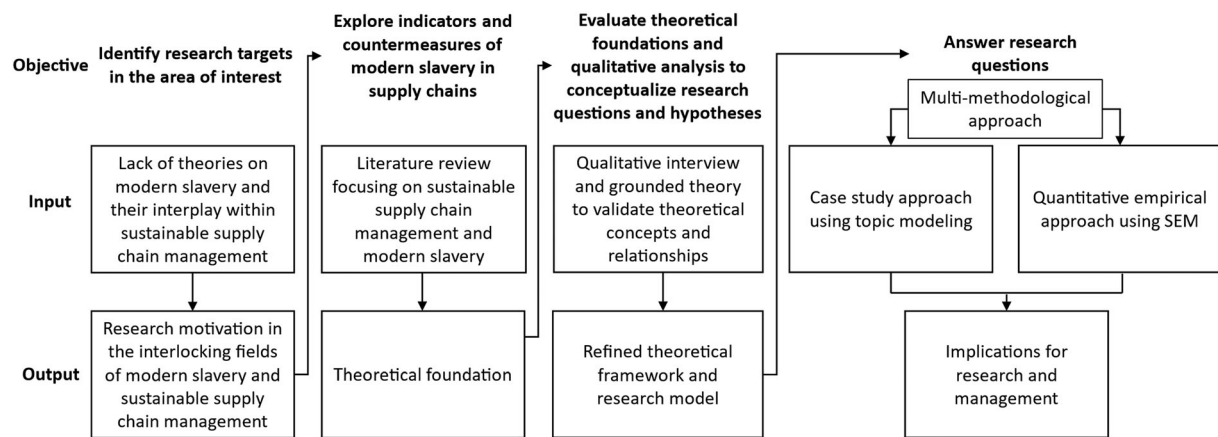 Objective
Identify research targets
in the area of interest
Explore indicators and
countermeasures of
modern slavery in
supply chains
Evaluate theoretical
foundations and
qualitative analysis to
conceptualize research
questions and hypotheses
Answer research
questions
Multi-methodological
approach
Input
Lack of theories on
modern slavery and
their interplay within
sustainable supply
chain management
Literature review
focusing on sustainable
supply chain
management and
modern slavery
Qualitative interview
and grounded theory
to validate theoretical
concepts and
relationships
Case study approach
using topic modeling
Quantitative empirical
approach using SEM
Output
Research motivation in
the interlocking fields
of modern slavery and
sustainable supply
chain management
Theoretical foundation
Refined theoretical
framework and
research model
Implications for
research and
management